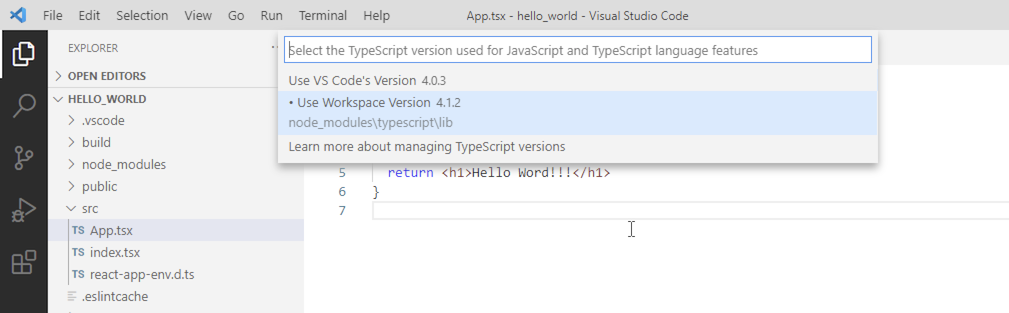 File Edit Selection View Go Run Terminal Help App.tsx - hello_world - Visual Studio Code
EXPLORER
OPEN EDITORS
HELLO_WORLD
.vscode
build
node_modules
public
src
TS App.tsx
TS index.tsx
TS react-app-env.d.ts
.eslintcache
Select the TypeScript version used for JavaScript and TypeScript language features
Use VS Code's Version 4.0.3
• Use Workspace Version 4.1.2
node_modules\typescript\lib
Learn more about managing TypeScript versions
5 return <h1>Hello Word!!!</h1>
6 }
7